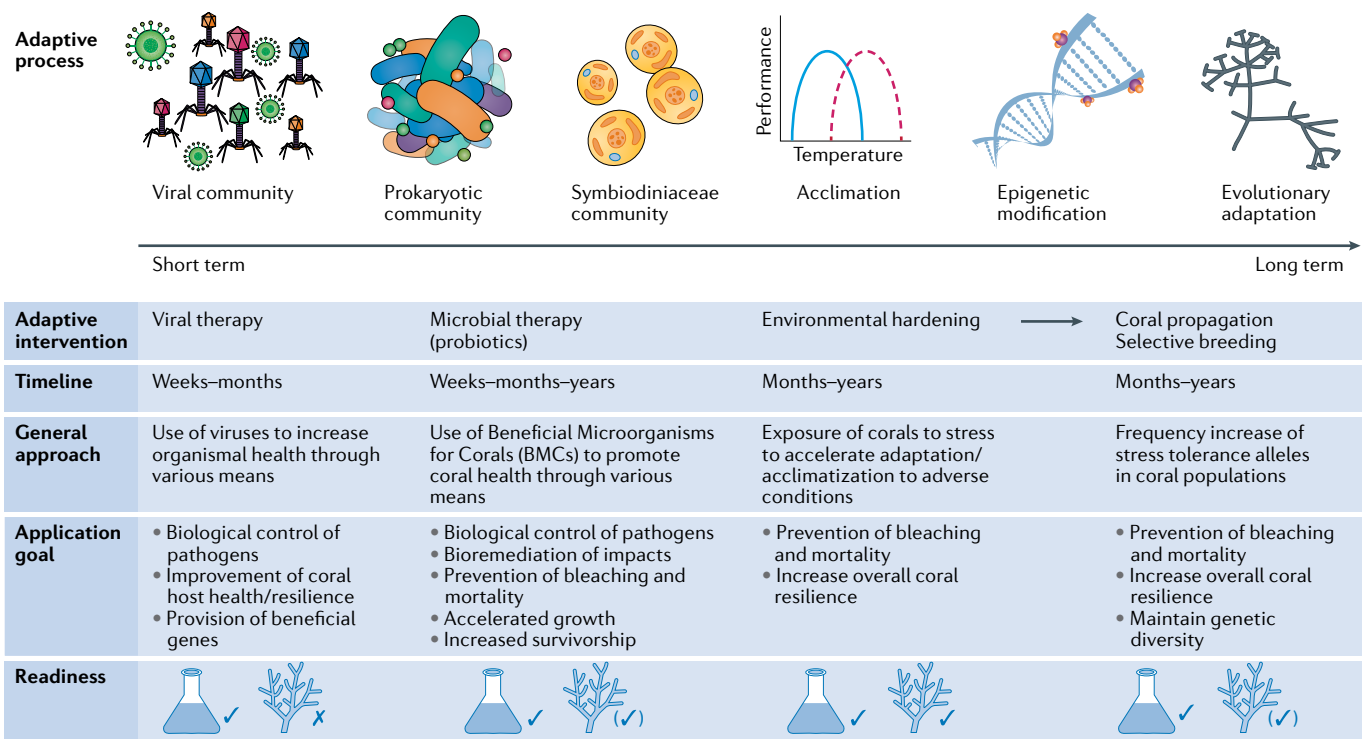 Adaptive
process
Performance
Temperature
Viral community
Prokaryotic
community
Symbiodiniaceae
community
Acclimation
Epigenetic
modification
Evolutionary
adaptation
Short term
Long term
Adaptive
intervention
Viral therapy
Microbial therapy
(probiotics)
Environmental hardening
Coral propagation
Selective breeding
Timeline
Weeks–months
Weeks–months–years
Months–years
Months–years
General
approach
Use of viruses to increase
organismal health through
various means
Use of Beneficial Microorganisms
for Corals (BMCs) to promote
coral health through various
means
Exposure of corals to stress
to accelerate adaptation/
acclimatization to adverse
conditions
Frequency increase of
stress tolerance alleles
in coral populations
Application
goal
• Biological control of
pathogens
• Improvement of coral
host health/resilience
• Provision of beneficial
genes
• Biological control of pathogens
• Bioremediation of impacts
• Prevention of bleaching and
mortality
• Accelerated growth
• Increased survivorship
• Prevention of bleaching
and mortality
• Increase overall coral
resilience
• Prevention of bleaching
and mortality
• Increase overall coral
resilience
• Maintain genetic
diversity
Readiness
✓ ✗ ✓ (✓) ✓ ✓ ✓ (✓)